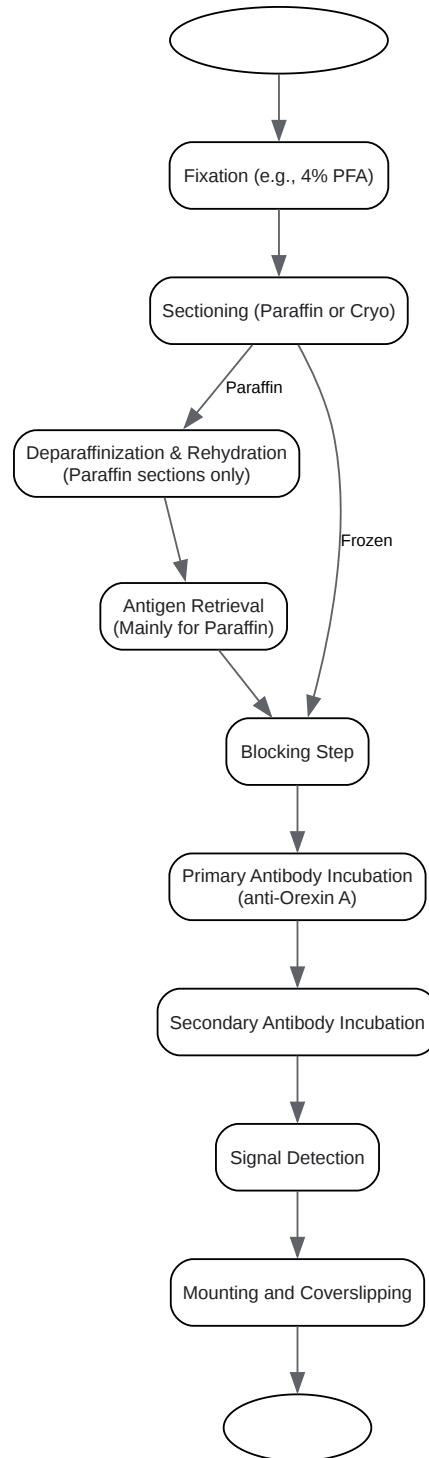 Fixation (e.g., 4% PFA)
Sectioning (Paraffin or Cryo)
Paraffin
Deparaffinization & Rehydration
(Paraffin sections only)
Frozen
Antigen Retrieval
(Mainly for Paraffin)
Blocking Step
Primary Antibody Incubation
(anti-Orexin A)
Secondary Antibody Incubation
Signal Detection
Mounting and Coverslipping